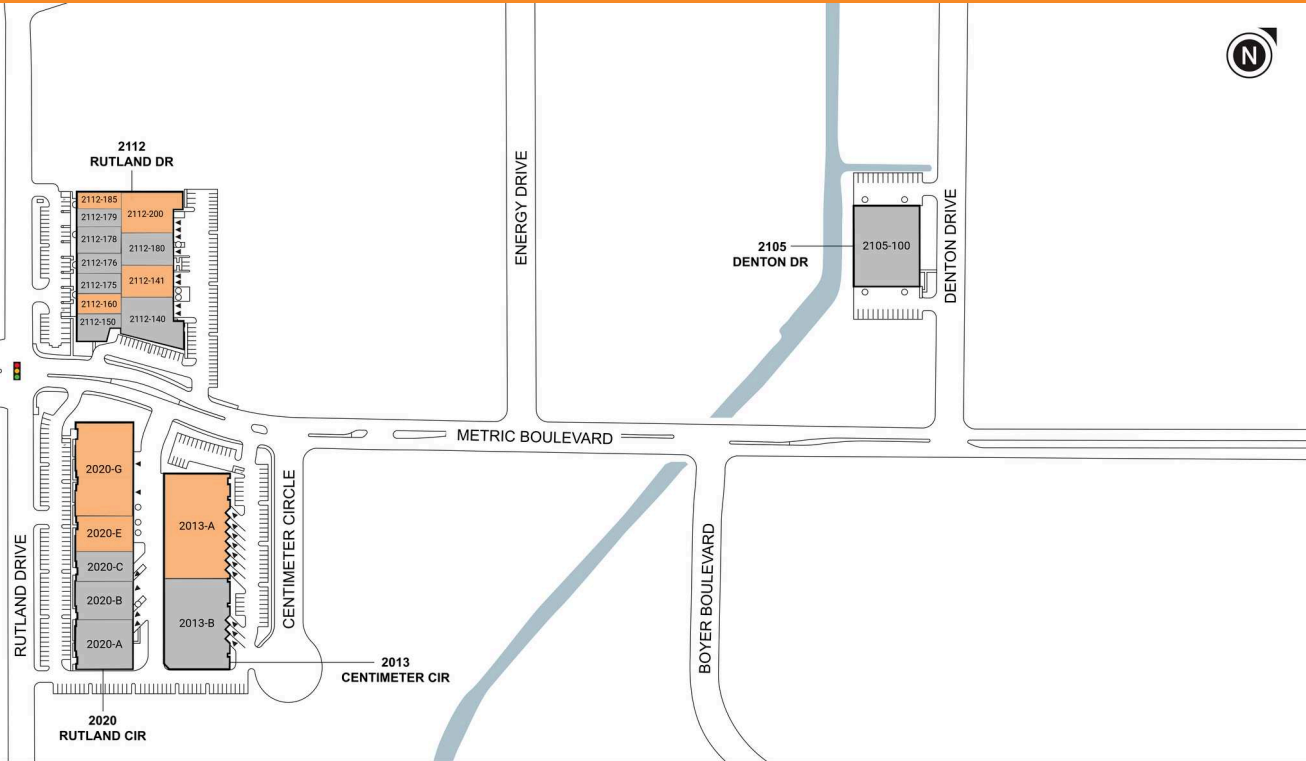 N
2112
RUTLAND DR
2112-185
2112-200
2112-179
2112-178
2112-180
2112-176
2112-175
2112-141
2112-160
2112-150
2112-140
ENERGY DRIVE
2105
DENTON DR
2105-100
DENTON DRIVE
METRIC BOULEVARD
RUTLAND DRIVE
2020-G
2020-E
2020-C
2020-B
2020-A
2013-A
2013-B
CENTIMETER CIRCLE
BOYER BOULEVARD
2013
CENTIMETER CIR
2020
RUTLAND CIR